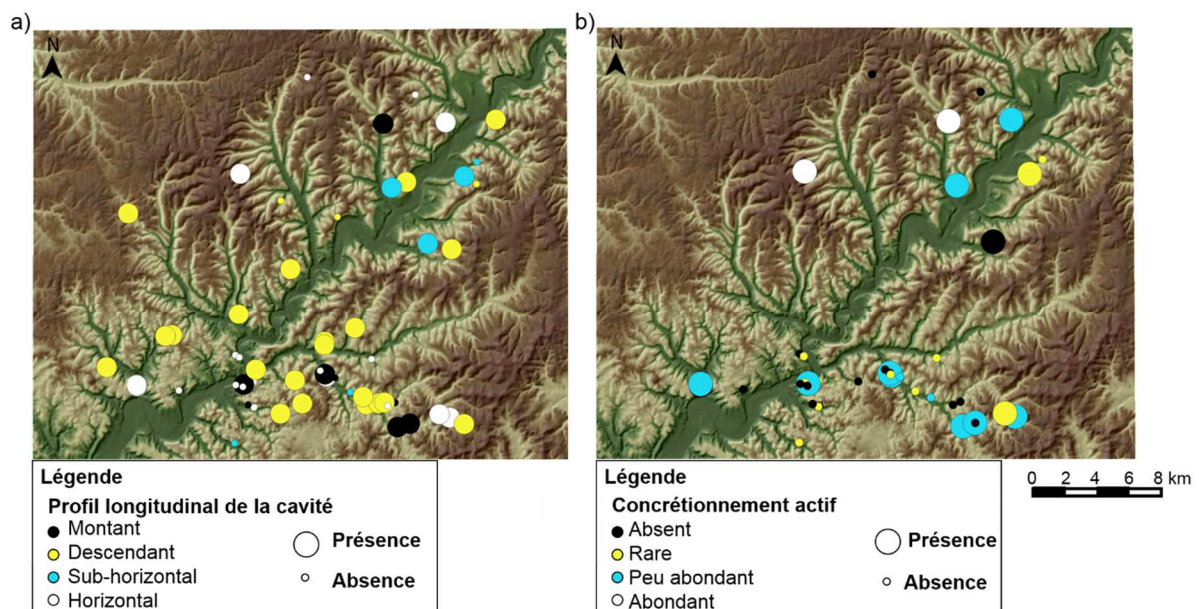 a)
N
Légende
Profil longitudinal de la cavité
Montant
Descendant
Sub-horizontal
Horizontal
Présence
Absence
b)
N
Légende
Concrétionnement actif
Absent
Rare
Peu abondant
Abondant
Présence
Absence
0 2 4 6 8 km